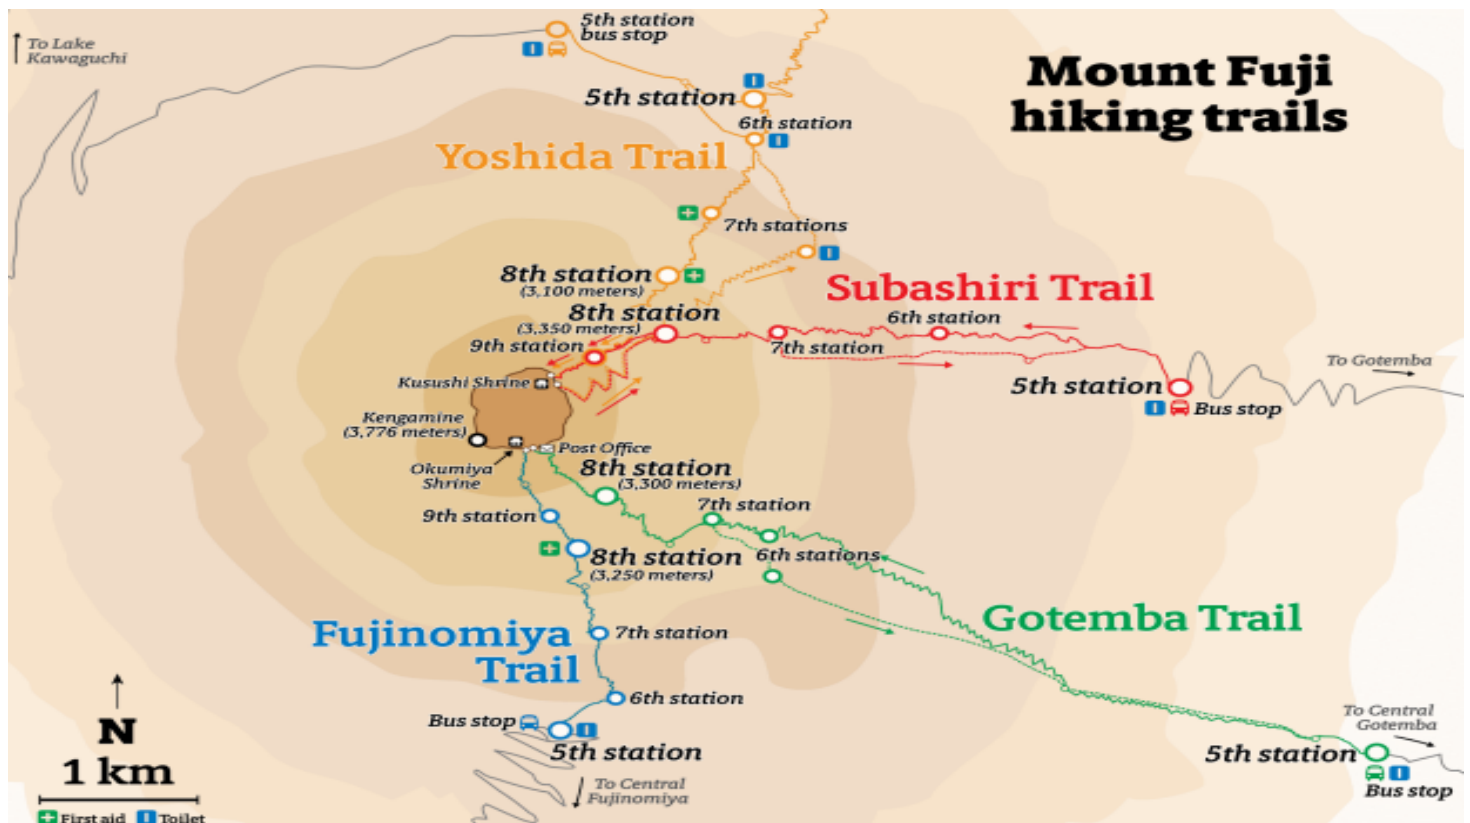 5th station
bus stop
To Lake
Kawaguchi
Mount Fuji
hiking trails
5th station
6th station
Yoshida Trail
7th stations
8th station
(3,100 meters)
Subashiri Trail
8th station
(3,350 meters)
6th station
9th station
7th station
To Gotemba
Kusushi Shrine
5th station
Bus stop
Kengamine
(3,776 meters)
Post Office
Okumiya
Shrine
8th station
(3,300 meters)
7th station
9th station
6th stations
8th station
(3,250 meters)
Gotemba Trail
Fujinomiya
Trail
7th station
6th station
Bus stop
5th station
To Central
Gotemba
5th station
Bus stop
N
1 km
To Central
Fujinomiya
First aid
Toilet